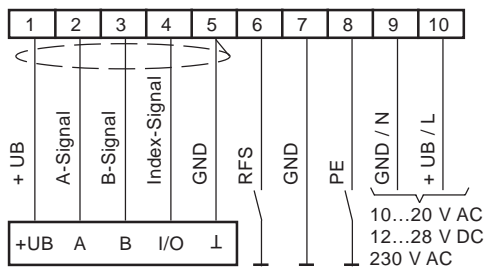 1 2 3 4 5 6 7 8 9 10
+ UB
A-Signal
B-Signal
Index-Signal
GND
RFS
GND
PE
GND / N
+ UB / L
+UB A B I/O ⊥
10...20 V AC
12...28 V DC
230 V AC